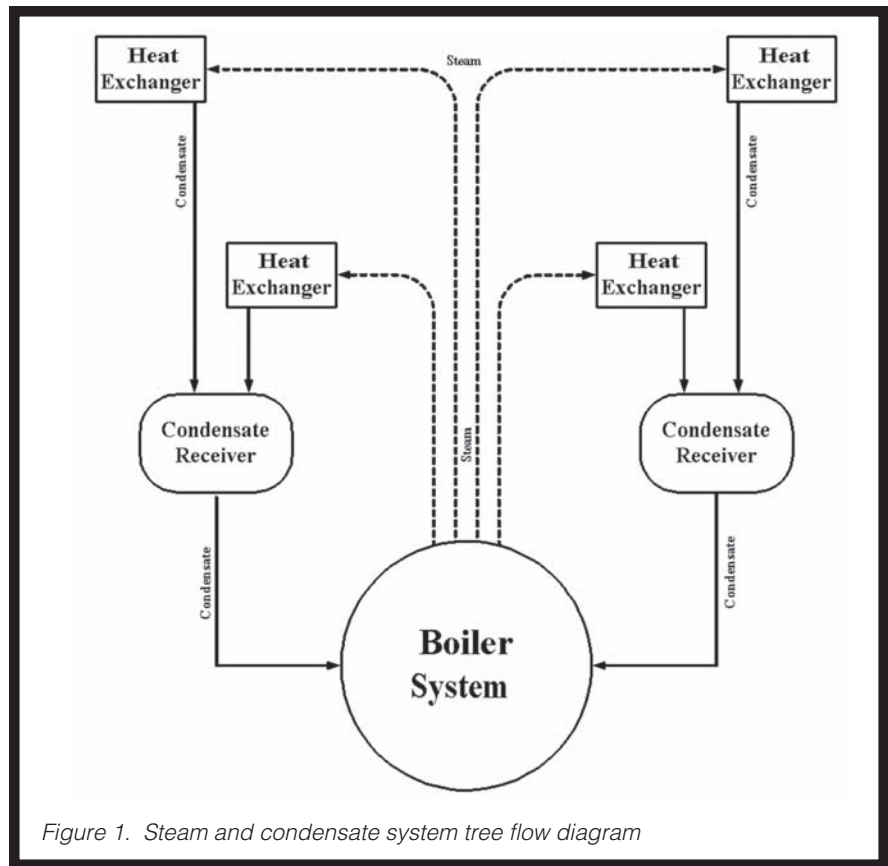 Heat
Exchanger
Steam
Heat
Exchanger
Condensate
Condensate
Heat
Exchanger
Heat
Exchanger
Condensate
Receiver
Steam
Condensate
Receiver
Condensate
Condensate
Boiler
System
Figure 1. Steam and condensate system tree flow diagram